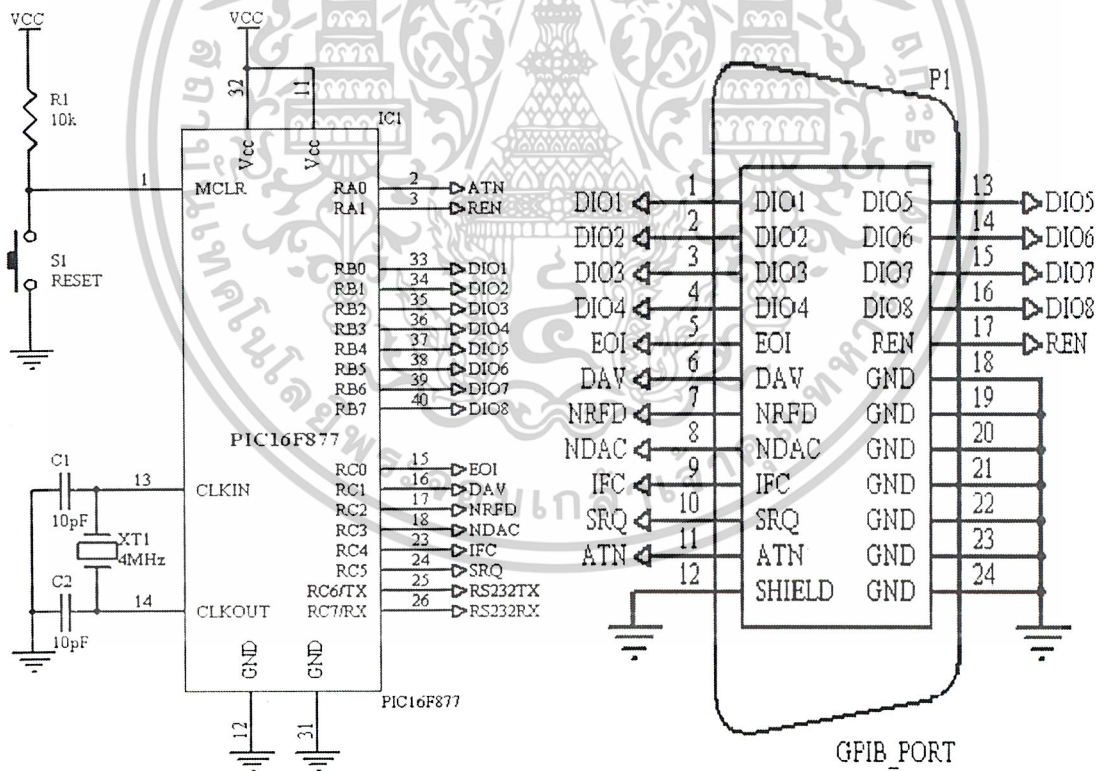 VCC
R1
10k
S1
RESET
C1
10pF
XT1
4MHz
C2
10pF
VCC
32
11
Vcc
Vcc
IC1
1
MCLR
RA0 2 ATN
RA1 3 REN
RB0 33 DIO1
RB1 34 DIO2
RB2 35 DIO3
RB3 36 DIO4
RB4 37 DIO5
RB5 38 DIO6
RB6 39 DIO7
RB7 40 DIO8
PIC16F877
RC0 15 EOI
RC1 16 DAV
RC2 17 NRFD
RC3 18 NDAC
RC4 23 IFC
RC5 24 SRQ
RC6/TX 25 RS232TX
RC7/RX 26 RS232RX
13 CLKIN
14 CLKOUT
GND
GND
12
31
PIC16F877
P1
DIO1 1 DIO1 DIO5 13 DIO5
DIO2 2 DIO2 DIO6 14 DIO6
DIO3 3 DIO3 DIO7 15 DIO7
DIO4 4 DIO4 DIO8 16 DIO8
EOI 5 EOI REN 17 REN
DAV 6 DAV GND 18
NRFD 7 NRFD GND 19
NDAC 8 NDAC GND 20
IFC 9 IFC GND 21
SRQ 10 SRQ GND 22
ATN 11 ATN GND 23
12 SHIELD GND 24
GPIB_PORT